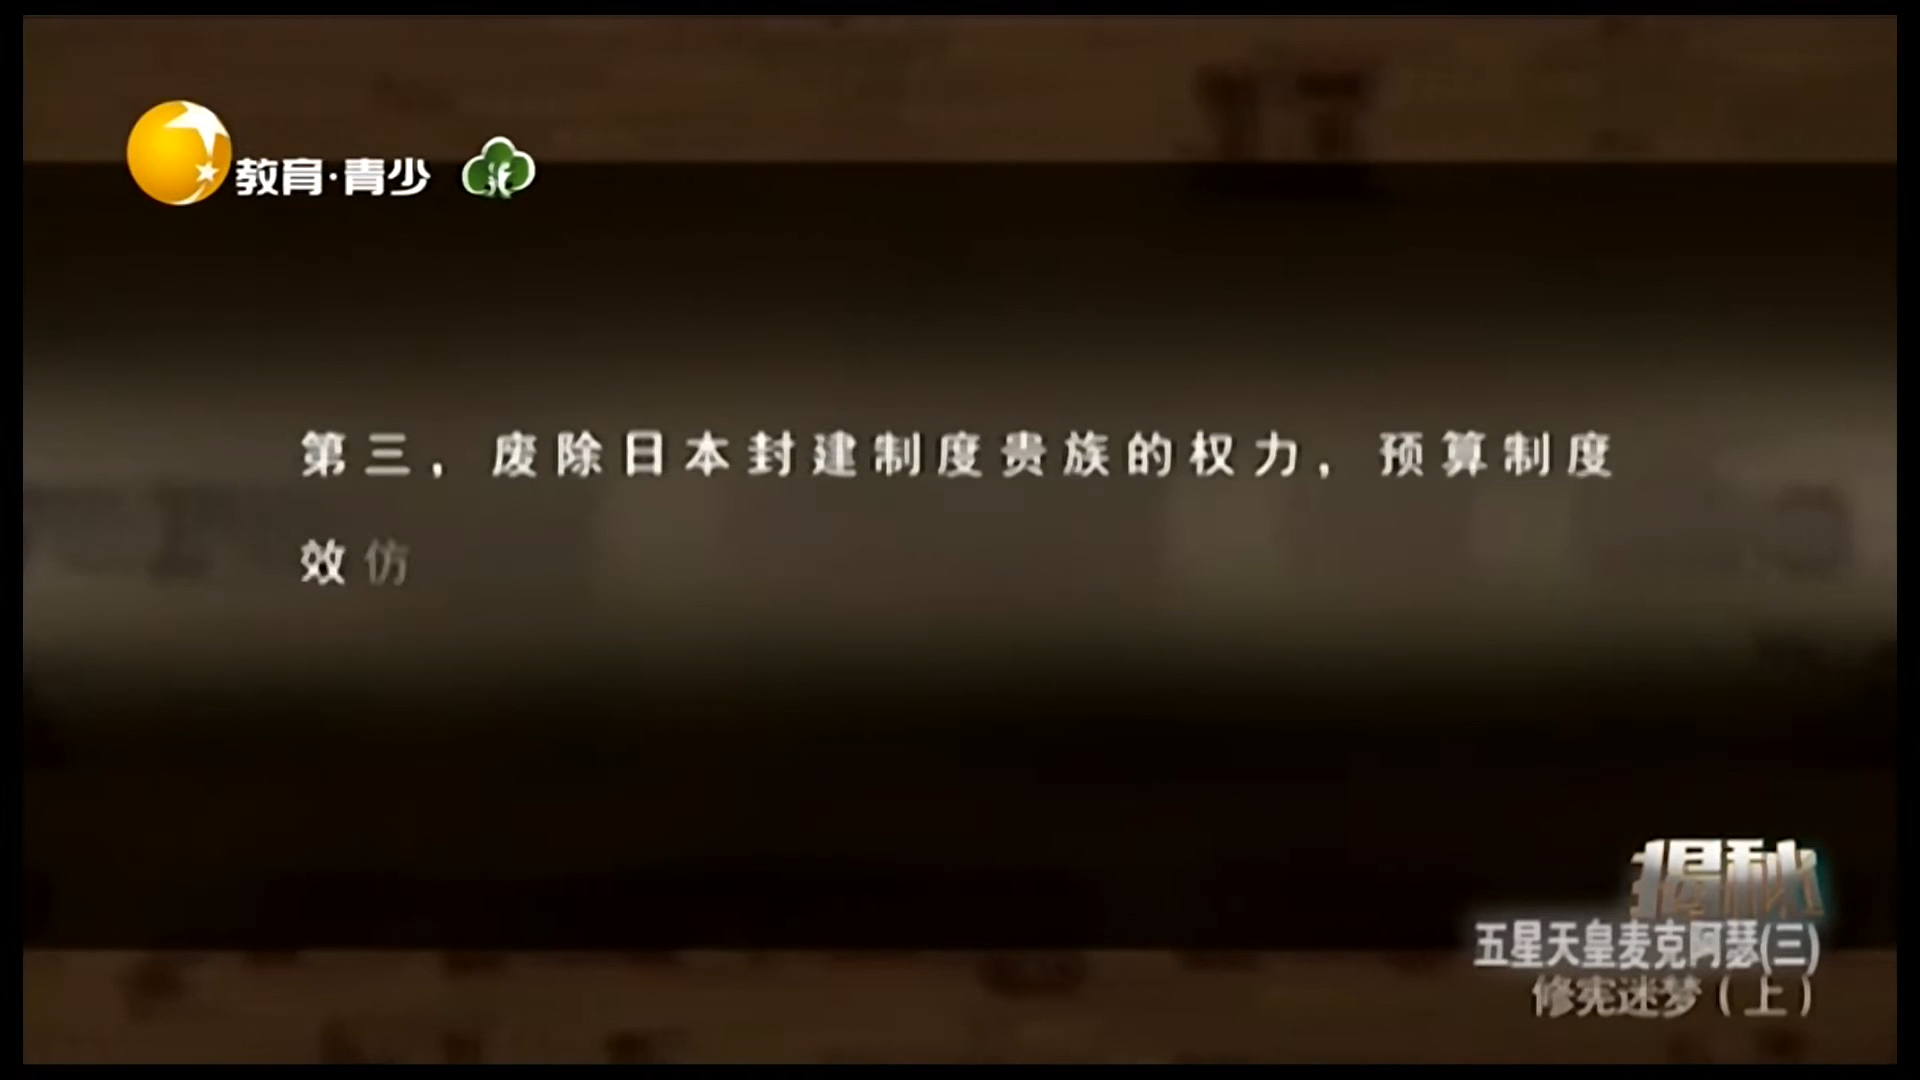 教育·青少
第三，废除日本封建制度贵族的权力，预算制度
效仿
揭秘
五星天皇麦克阿瑟(三)
修宪迷梦（上）